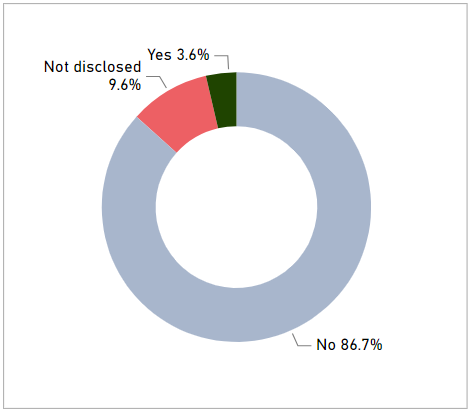 Yes 3.6%
Not disclosed
9.6%
No 86.7%